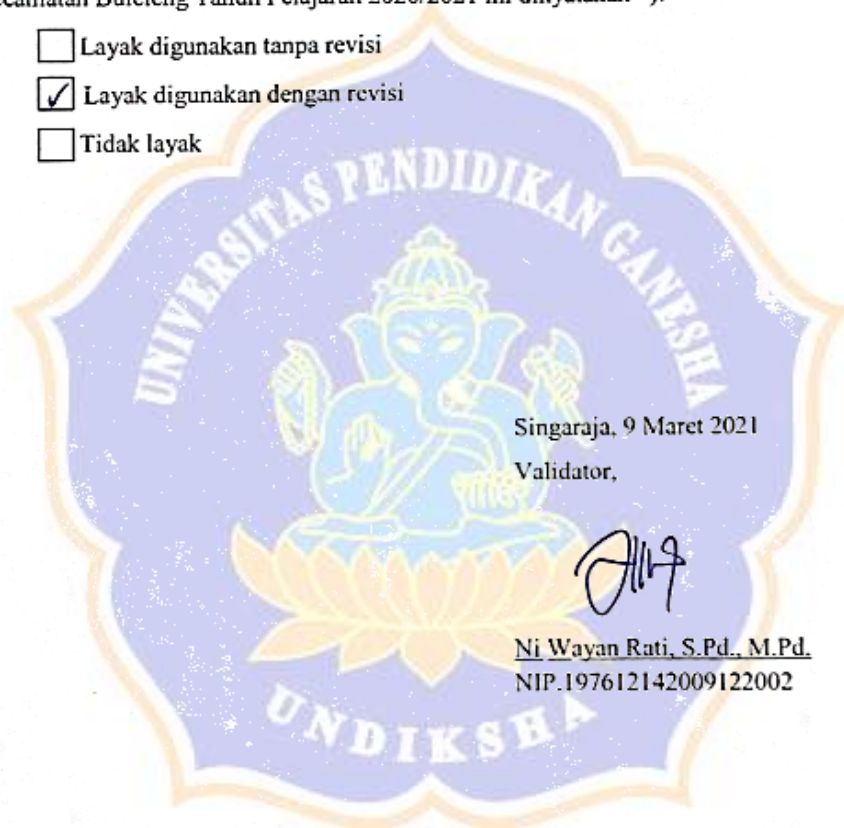 Kecamatan Buleleng Tahun Pelajaran 2020/2021 ini dinyatakan *):
Layak digunakan tanpa revisi
✓ Layak digunakan dengan revisi
Tidak layak
UNIVERSITAS PENDIDIKAN GANESHA
Singaraja, 9 Maret 2021
Validator,
Ni Wayan Rati, S.Pd., M.Pd.
NIP.197612142009122002
UNDIKSHA